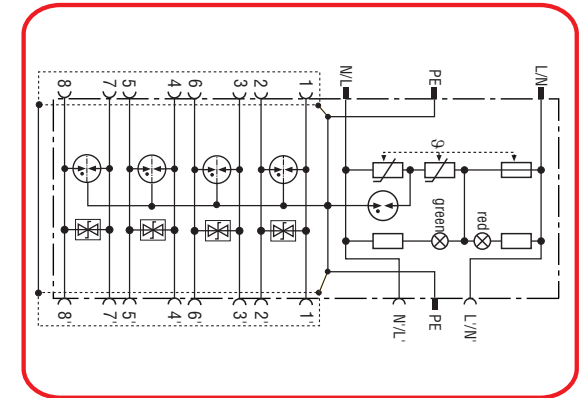 8 7 5 4 6 3 2 1 N/L PE L/N
ϑ
green red
8' 7' 5' 4' 6' 3' 2' 1' N'/L' PE L'/N'